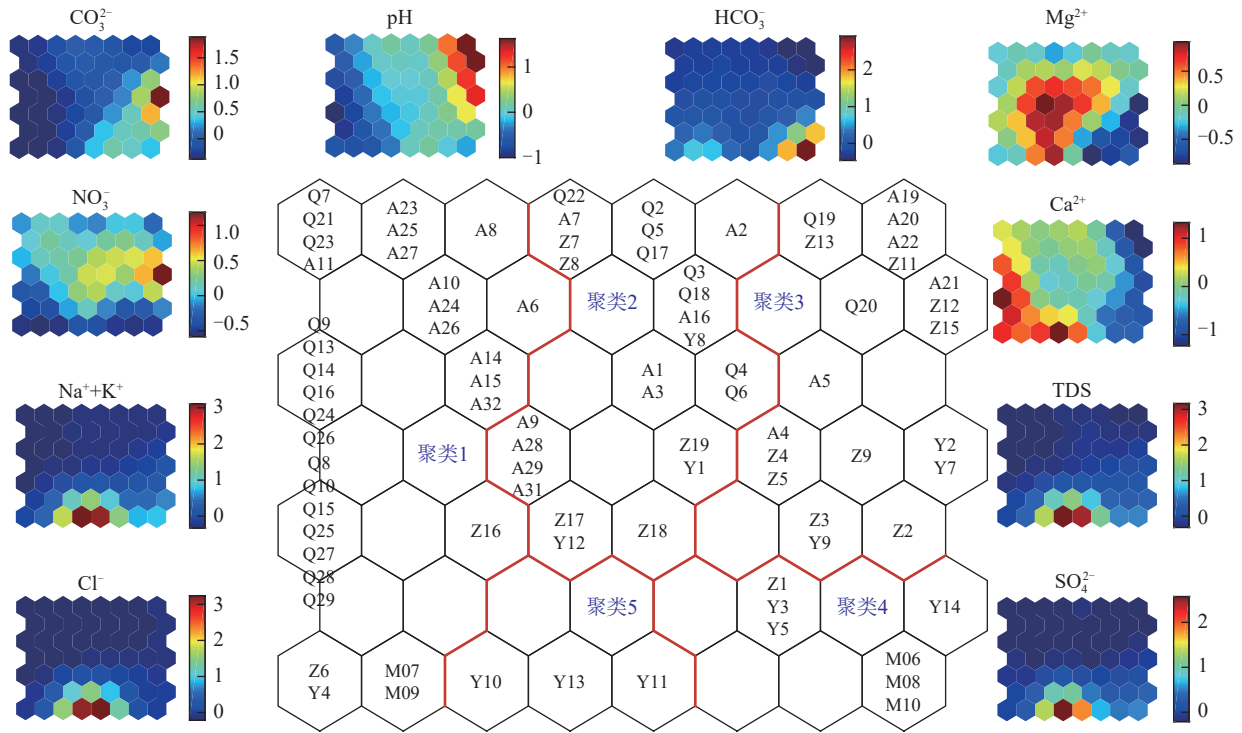 CO₃²⁻
1.5
1.0
0.5
0
pH
1
0
−1
HCO₃⁻
2
1
0
Mg²⁺
0.5
0
−0.5
NO₃⁻
1.0
0.5
0
−0.5
Ca²⁺
1
0
−1
Na⁺+K⁺
3
2
1
0
TDS
3
2
1
0
Cl⁻
3
2
1
0
SO₄²⁻
2
1
0
Q7
Q21
Q23
A11
A23
A25
A27
A8
Q22
A7
Z7
Z8
Q2
Q5
Q17
A2
Q19
Z13
A19
A20
A22
Z11
A10
A24
A26
A6
聚类2
Q3
Q18
A16
Y8
聚类3
Q20
A21
Z12
Z15
Q9
Q13
Q14
Q16
Q24
Q26
Q8
Q10
Q15
Q25
Q27
Q28
Q29
A14
A15
A32
A1
A3
Q4
Q6
A5
聚类1
A9
A28
A29
A31
Z19
Y1
A4
Z4
Z5
Z9
Y2
Y7
Z16
Z17
Y12
Z18
Z3
Y9
Z2
聚类5
Z1
Y3
Y5
聚类4
Y14
Z6
Y4
M07
M09
Y10
Y13
Y11
M06
M08
M10